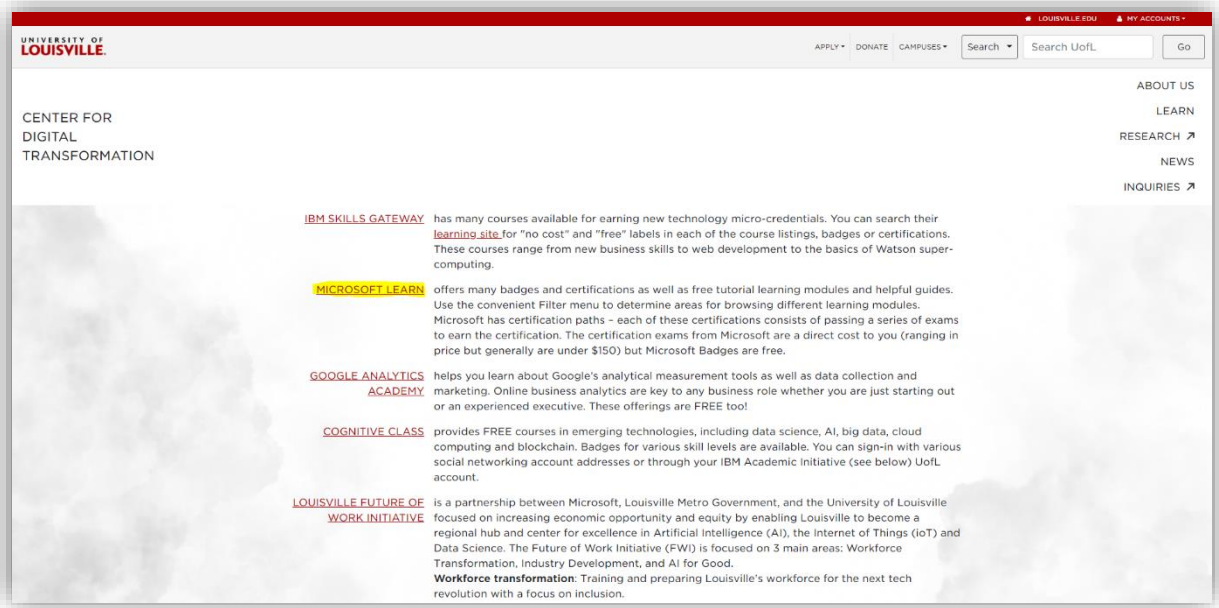 LOUISVILLE.EDU MY ACCOUNTS
UNIVERSITY OF
LOUISVILLE.
APPLY DONATE CAMPUSES Search Search UofL Go
ABOUT US
LEARN
RESEARCH
NEWS
INQUIRIES
CENTER FOR
DIGITAL
TRANSFORMATION
IBM SKILLS GATEWAY has many courses available for earning new technology micro-credentials. You can search their
learning site for "no cost" and "free" labels in each of the course listings, badges or certifications.
These courses range from new business skills to web development to the basics of Watson super-
computing.
MICROSOFT LEARN offers many badges and certifications as well as free tutorial learning modules and helpful guides.
Use the convenient Filter menu to determine areas for browsing different learning modules.
Microsoft has certification paths – each of these certifications consists of passing a series of exams
to earn the certification. The certification exams from Microsoft are a direct cost to you (ranging in
price but generally are under $150) but Microsoft Badges are free.
GOOGLE ANALYTICS helps you learn about Google's analytical measurement tools as well as data collection and
ACADEMY marketing. Online business analytics are key to any business role whether you are just starting out
or an experienced executive. These offerings are FREE too!
COGNITIVE CLASS provides FREE courses in emerging technologies, including data science, AI, big data, cloud
computing and blockchain. Badges for various skill levels are available. You can sign-in with various
social networking account addresses or through your IBM Academic Initiative (see below) UofL
account.
LOUISVILLE FUTURE OF is a partnership between Microsoft, Louisville Metro Government, and the University of Louisville
WORK INITIATIVE focused on increasing economic opportunity and equity by enabling Louisville to become a
regional hub and center for excellence in Artificial Intelligence (AI), the Internet of Things (ioT) and
Data Science. The Future of Work Initiative (FWI) is focused on 3 main areas: Workforce
Transformation, Industry Development, and AI for Good.
Workforce transformation: Training and preparing Louisville's workforce for the next tech
revolution with a focus on inclusion.